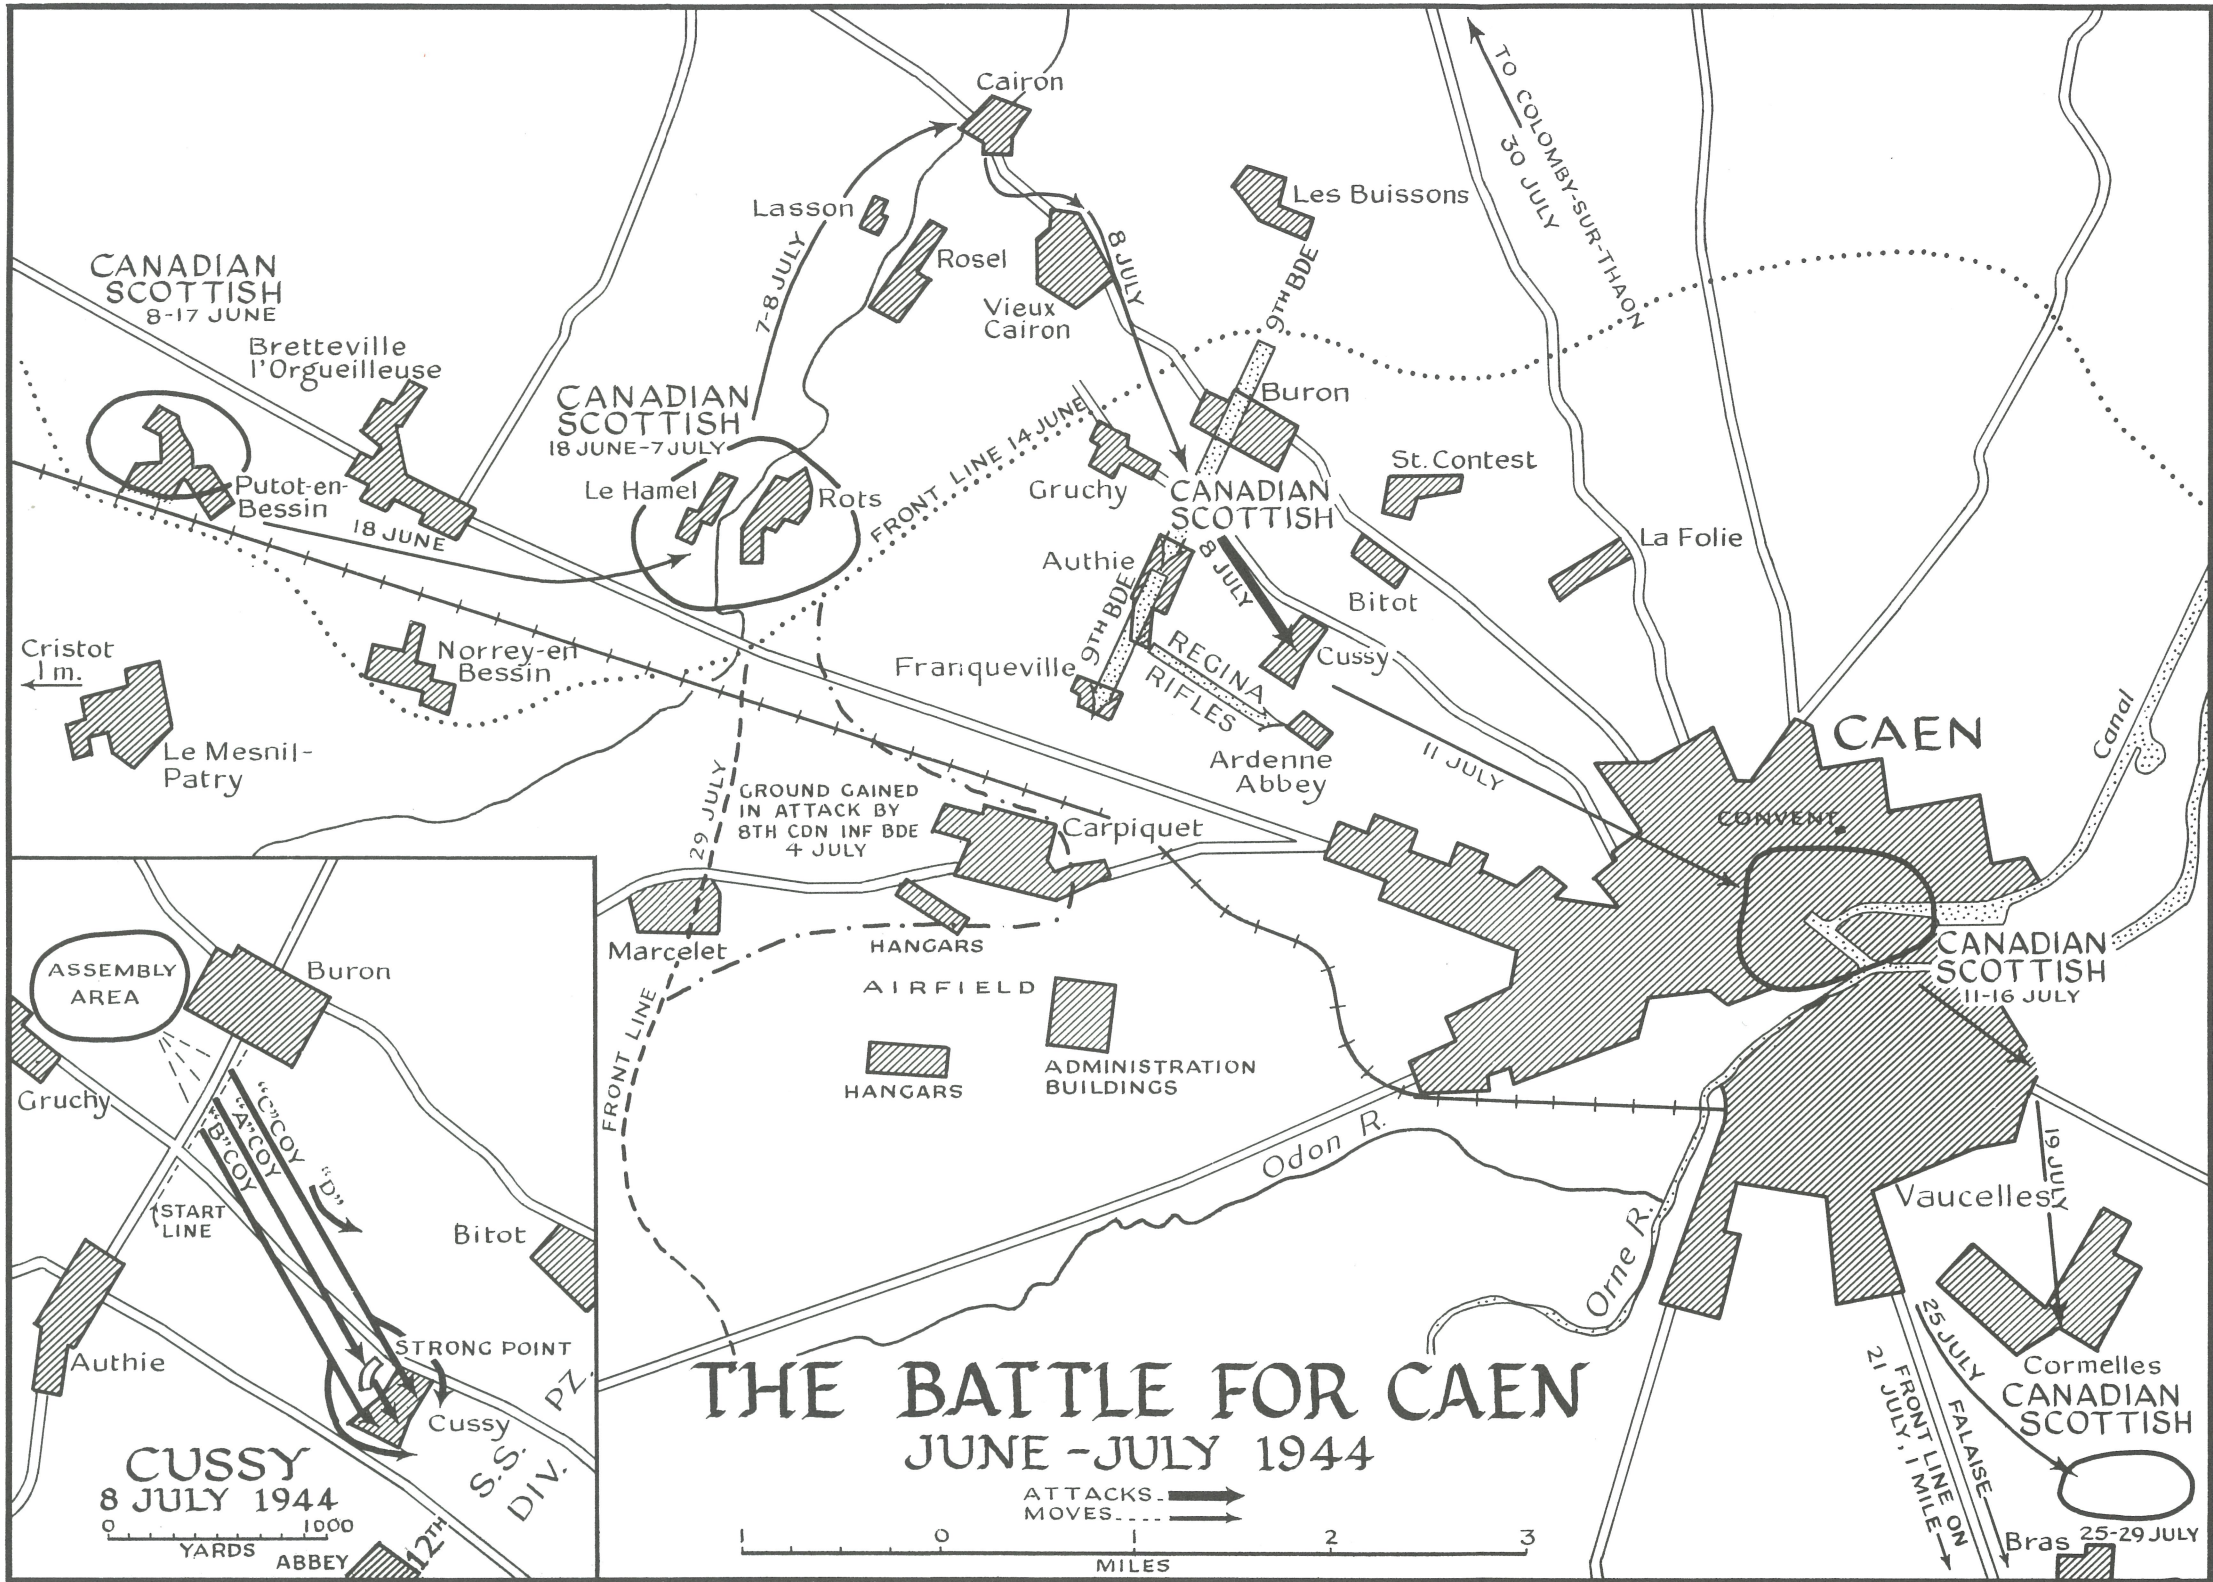 Cairon
TO COLOMBY-SUR-THAON
30 JULY
Lasson
Les Buissons
Rosel
7-8 JULY
8 JULY
9TH BDE
Vieux
Cairon
CANADIAN
SCOTTISH
8-17 JUNE
Bretteville
l'Orgueilleuse
CANADIAN
SCOTTISH
18 JUNE-7 JULY
Buron
FRONT LINE 14 JUNE
Putot-en-
Bessin
18 JUNE
Le Hamel
Rots
Gruchy
CANADIAN
SCOTTISH
St. Contest
La Folie
Authie
8 JULY
Bitot
9TH BDE
Cristot
1 m.
Norrey-en
Bessin
Franqueville
REGINA
RIFLES
Cussy
Le Mesnil-
Patry
Ardenne
Abbey
11 JULY
CAEN
Canal
29 JULY
GROUND GAINED
IN ATTACK BY
8TH CDN INF BDE
4 JULY
Carpiquet
CONVENT
Marcelet
HANGARS
AIRFIELD
CANADIAN
SCOTTISH
11-16 JULY
FRONT LINE
HANGARS
ADMINISTRATION
BUILDINGS
Odon R.
Orne R.
19 JULY
Vaucelles
25 JULY
Cormelles
CANADIAN
SCOTTISH
FALAISE
FRONT LINE ON
21 JULY, 1 MILE
Bras
25-29 JULY
ASSEMBLY
AREA
Buron
Gruchy
"C" COY
"A" COY
"B" COY
"D"
START
LINE
Bitot
Authie
STRONG POINT
Cussy
12TH
S.S.
PZ.
DIV.
CUSSY
8 JULY 1944
0 1000
YARDS
ABBEY
THE BATTLE FOR CAEN
JUNE-JULY 1944
ATTACKS
MOVES
1 0 1 2 3
MILES